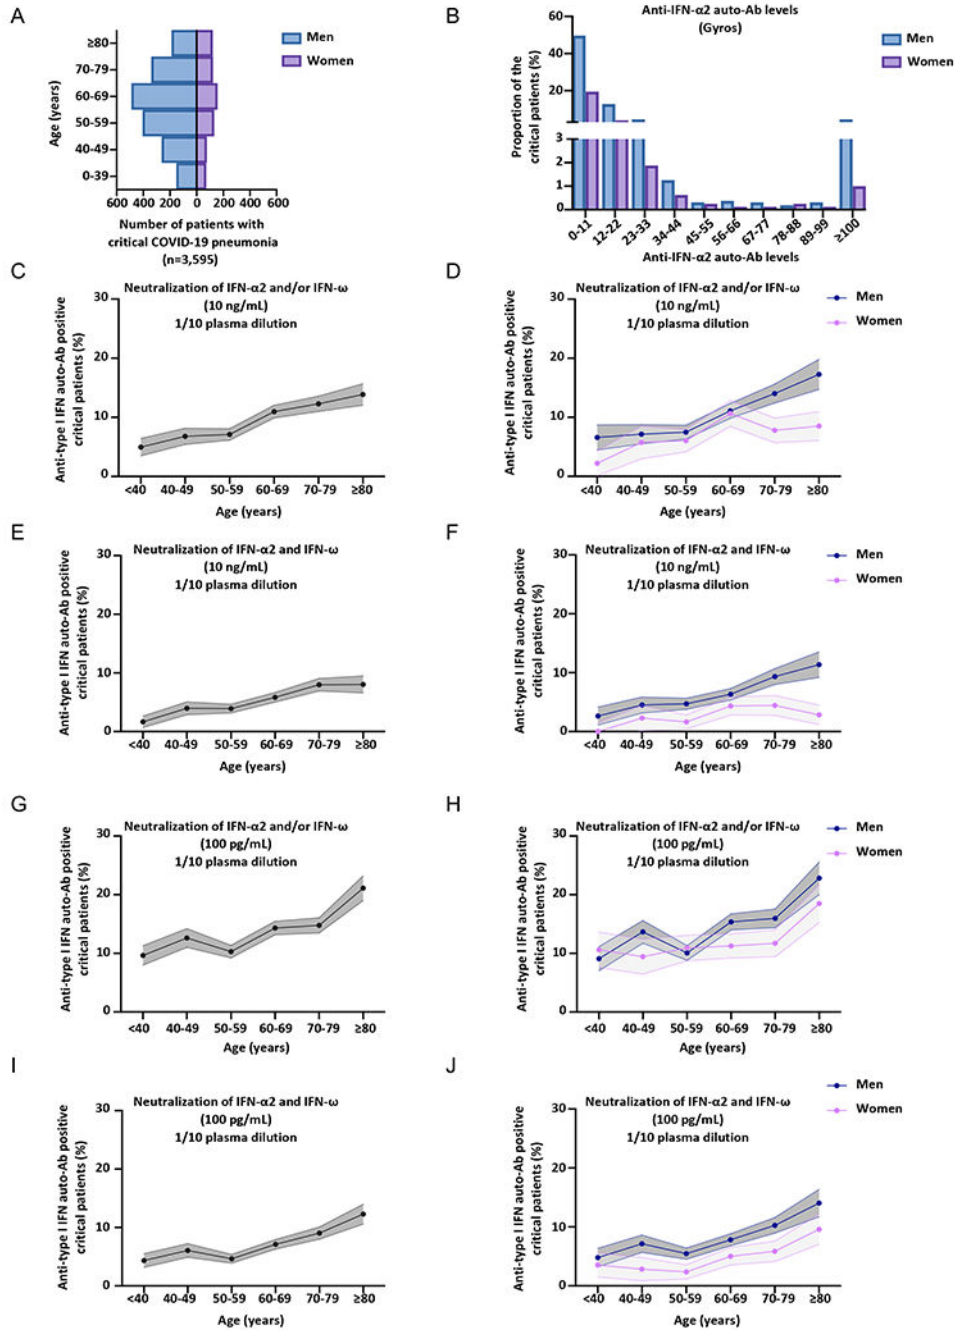 A
Age (years)
≥80
70-79
60-69
50-59
40-49
0-39
600 400 200 0 200 400 600
Number of patients with
critical COVID-19 pneumonia
(n=3,595)
Men
Women
B
Anti-IFN-α2 auto-Ab levels
(Gyros)
Proportion of the
critical patients (%)
60
40
20
3
2
1
0
0-11
12-22
23-33
34-44
45-55
56-66
67-77
78-88
89-99
≥100
Anti-IFN-α2 auto-Ab levels
Men
Women
C
Neutralization of IFN-α2 and/or IFN-ω
(10 ng/mL)
1/10 plasma dilution
Anti-type I IFN auto-Ab positive
critical patients (%)
30
20
10
0
<40 40-49 50-59 60-69 70-79 ≥80
Age (years)
D
Neutralization of IFN-α2 and/or IFN-ω
(10 ng/mL)
1/10 plasma dilution
Anti-type I IFN auto-Ab positive
critical patients (%)
30
20
10
0
<40 40-49 50-59 60-69 70-79 ≥80
Age (years)
Men
Women
E
Neutralization of IFN-α2 and IFN-ω
(10 ng/mL)
1/10 plasma dilution
Anti-type I IFN auto-Ab positive
critical patients (%)
30
20
10
0
<40 40-49 50-59 60-69 70-79 ≥80
Age (years)
F
Neutralization of IFN-α2 and IFN-ω
(10 ng/mL)
1/10 plasma dilution
Anti-type I IFN auto-Ab positive
critical patients (%)
30
20
10
0
<40 40-49 50-59 60-69 70-79 ≥80
Age (years)
Men
Women
G
Neutralization of IFN-α2 and/or IFN-ω
(100 pg/mL)
1/10 plasma dilution
Anti-type I IFN auto-Ab positive
critical patients (%)
30
20
10
0
<40 40-49 50-59 60-69 70-79 ≥80
Age (years)
H
Neutralization of IFN-α2 and/or IFN-ω
(100 pg/mL)
1/10 plasma dilution
Anti-type I IFN auto-Ab positive
critical patients (%)
30
20
10
0
<40 40-49 50-59 60-69 70-79 ≥80
Age (years)
Men
Women
I
Neutralization of IFN-α2 and IFN-ω
(100 pg/mL)
1/10 plasma dilution
Anti-type I IFN auto-Ab positive
critical patients (%)
30
20
10
0
<40 40-49 50-59 60-69 70-79 ≥80
Age (years)
J
Neutralization of IFN-α2 and IFN-ω
(100 pg/mL)
1/10 plasma dilution
Anti-type I IFN auto-Ab positive
critical patients (%)
30
20
10
0
<40 40-49 50-59 60-69 70-79 ≥80
Age (years)
Men
Women